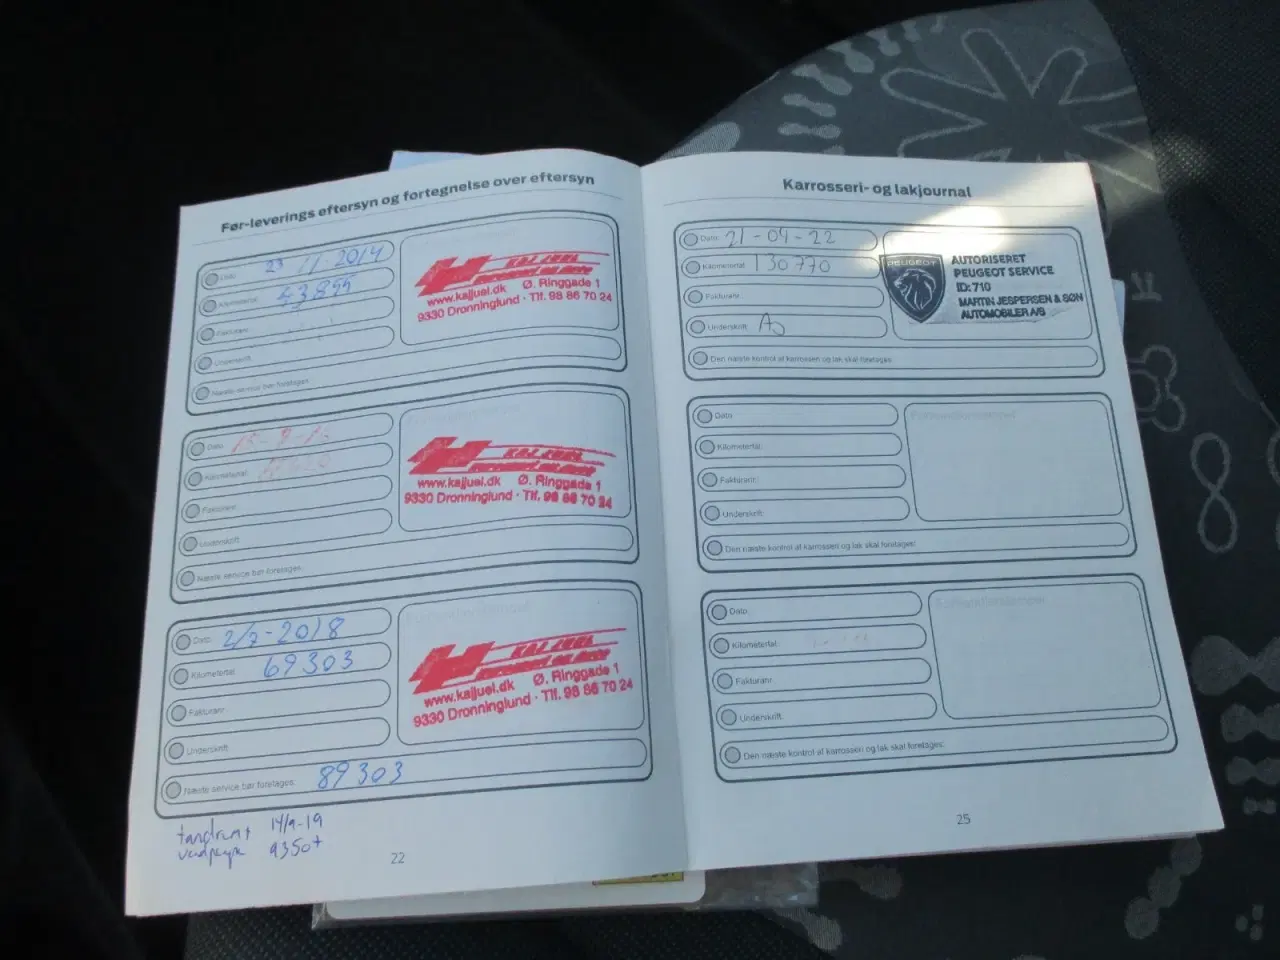 Før-leverings eftersyn og fortegnelse over eftersyn
Dato: 11-2014
Kilometertal: 43855
Fakturanr.
Underskrift:
Næste service bør foretages:
www.kajjuel.dk Ø. Ringgade 1
9330 Dronninglund · Tlf. 98 86 70 24
Dato:
Kilometertal:
Fakturanr:
Underskrift
Næste service bør foretages:
KAJ JUEL
www.kajjuel.dk Ø. Ringgade 1
9330 Dronninglund · Tlf. 98 86 70 24
Dato: 2/7-2018
Kilometertal: 69303
Fakturanr
Underskrift
Næste service bør foretages: 89303
KAJ JUEL
www.kajjuel.dk Ø. Ringgade 1
9330 Dronninglund · Tlf. 98 86 70 24
tandrem + 14/9-19
22
Karrosseri- og lakjournal
Dato: 21-04-22
Kilometertal: 130770
Fakturanr:
Underskrift:
Den næste kontrol af karrosseri og lak skal foretages:
PEUGEOT
AUTORISERET
PEUGEOT SERVICE
ID: 710
MARTIN JESPERSEN & SØN
AUTOMOBILER A/S
Dato:
Kilometertal:
Fakturanr:
Underskrift:
Den næste kontrol af karrosseri og lak skal foretages:
Dato:
Kilometertal:
Fakturanr
Underskrift
Den næste kontrol af karrosseri og lak skal foretages:
25